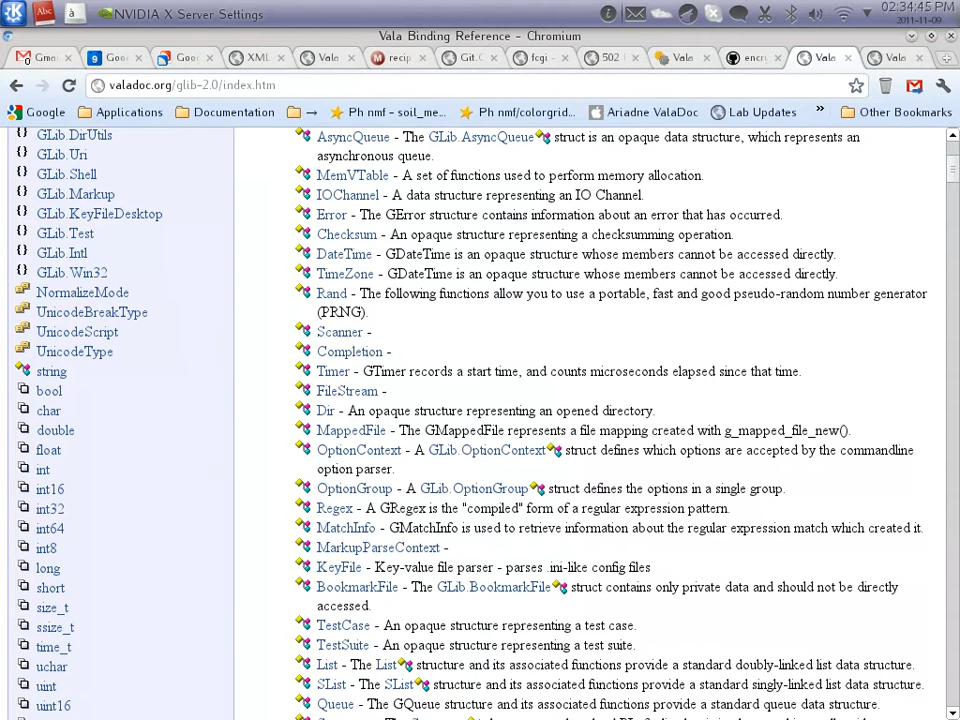 NVIDIA X Server Settings
02:34:45
2011-11-09
Abc
à
Vala Binding Reference - Chromium
Gma
Goo
Goo
XML
Vala
recip
Git.C
fcgi -
502
Vala
encry
Vala
Vala
valadoc.org/glib-2.0/index.htm
Google
Applications
Documentation
→
Ph nmf - soil_me...
Ph nmf/colorgrid...
Ariadne ValaDoc
Lab Updates
»
Other Bookmarks
GLib.DirUtils
GLib.Uri
GLib.Shell
GLib.Markup
GLib.KeyFileDesktop
GLib.Test
GLib.Intl
GLib.Win32
NormalizeMode
UnicodeBreakType
UnicodeScript
UnicodeType
string
bool
char
double
float
int
int16
int32
int64
int8
long
short
size_t
ssize_t
time_t
uchar
uint
uint16
AsyncQueue - The GLib.AsyncQueue struct is an opaque data structure, which represents an
asynchronous queue.
MemVTable - A set of functions used to perform memory allocation.
IOChannel - A data structure representing an IO Channel.
Error - The GError structure contains information about an error that has occurred.
Checksum - An opaque structure representing a checksumming operation.
DateTime - GDateTime is an opaque structure whose members cannot be accessed directly.
TimeZone - GDateTime is an opaque structure whose members cannot be accessed directly.
Rand - The following functions allow you to use a portable, fast and good pseudo-random number generator
(PRNG).
Scanner -
Completion -
Timer - GTimer records a start time, and counts microseconds elapsed since that time.
FileStream -
Dir - An opaque structure representing an opened directory.
MappedFile - The GMappedFile represents a file mapping created with g_mapped_file_new().
OptionContext - A GLib.OptionContext struct defines which options are accepted by the commandline
option parser.
OptionGroup - A GLib.OptionGroup struct defines the options in a single group.
Regex - A GRegex is the "compiled" form of a regular expression pattern.
MatchInfo - GMatchInfo is used to retrieve information about the regular expression match which created it.
MarkupParseContext -
KeyFile - Key-value file parser - parses .ini-like config files
BookmarkFile - The GLib.BookmarkFile struct contains only private data and should not be directly
accessed.
TestCase - An opaque structure representing a test case.
TestSuite - An opaque structure representing a test suite.
List - The List structure and its associated functions provide a standard doubly-linked list data structure.
SList - The SList structure and its associated functions provide a standard singly-linked list data structure.
Queue - The GQueue structure and its associated functions provide a standard queue data structure.